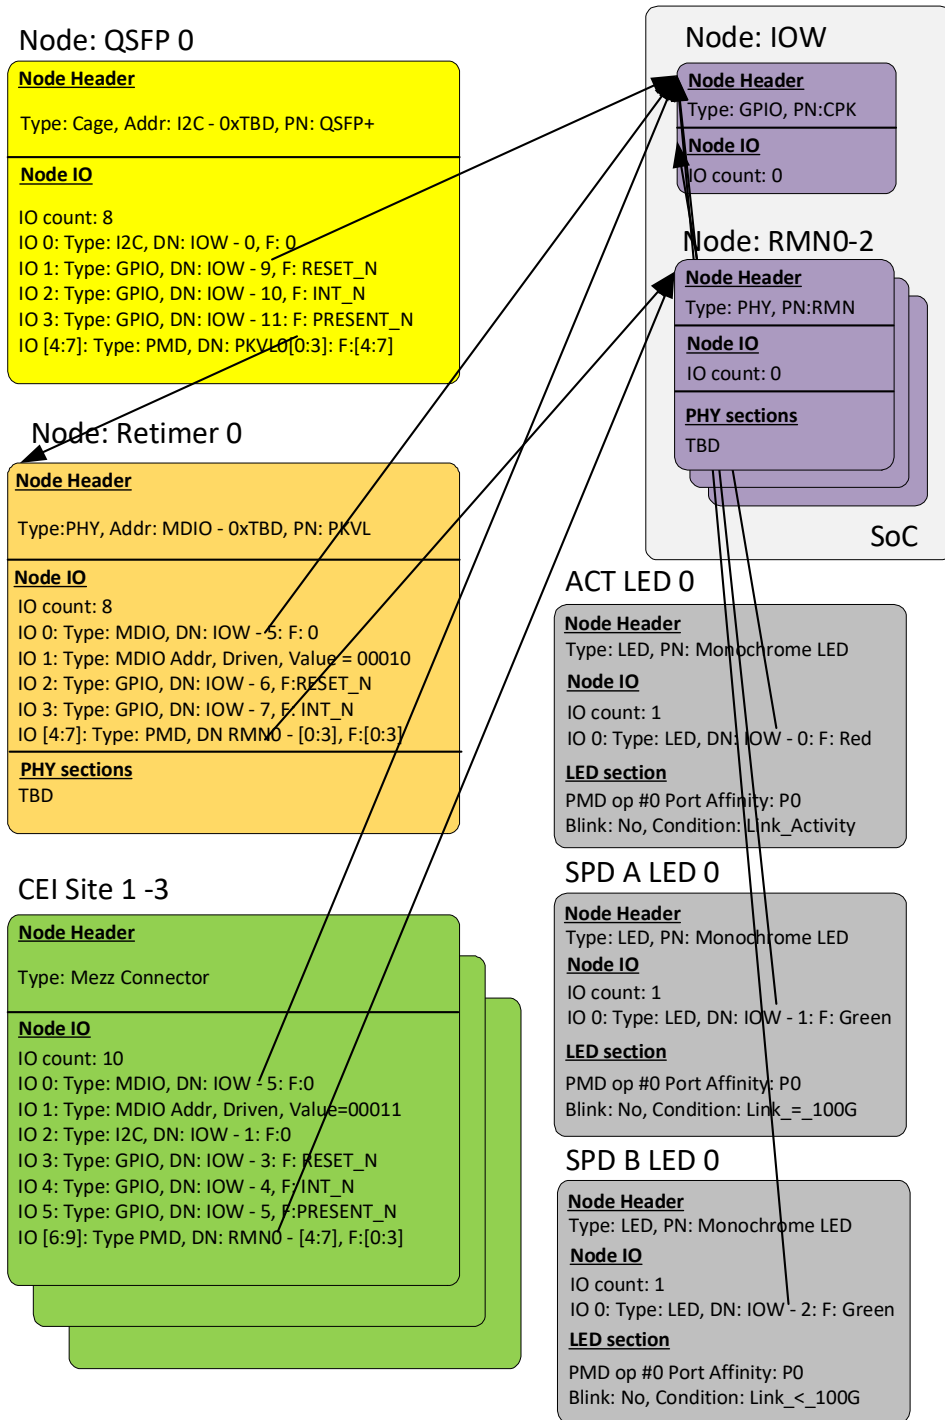 Node: QSFP 0
Node Header
Type: Cage, Addr: I2C - 0xTBD, PN: QSFP+
Node IO
IO count: 8
IO 0: Type: I2C, DN: IOW - 0, F: 0
IO 1: Type: GPIO, DN: IOW - 9, F: RESET_N
IO 2: Type: GPIO, DN: IOW - 10, F: INT_N
IO 3: Type: GPIO, DN: IOW - 11: F: PRESENT_N
IO [4:7]: Type: PMD, DN: PKVL0[0:3]: F:[4:7]
Node: Retimer 0
Node Header
Type:PHY, Addr: MDIO - 0xTBD, PN: PKVL
Node IO
IO count: 8
IO 0: Type: MDIO, DN: IOW - 5: F: 0
IO 1: Type: MDIO Addr, Driven, Value = 00010
IO 2: Type: GPIO, DN: IOW - 6, F:RESET_N
IO 3: Type: GPIO, DN: IOW - 7, F: INT_N
IO [4:7]: Type: PMD, DN RMN0 - [0:3], F:[0:3]
PHY sections
TBD
CEI Site 1 -3
Node Header
Type: Mezz Connector
Node IO
IO count: 10
IO 0: Type: MDIO, DN: IOW - 5: F:0
IO 1: Type: MDIO Addr, Driven, Value=00011
IO 2: Type: I2C, DN: IOW - 1: F:0
IO 3: Type: GPIO, DN: IOW - 3: F: RESET_N
IO 4: Type: GPIO, DN: IOW - 4, F: INT_N
IO 5: Type: GPIO, DN: IOW - 5, F:PRESENT_N
IO [6:9]: Type PMD, DN: RMN0 - [4:7], F:[0:3]
Node: IOW
Node Header
Type: GPIO, PN:CPK
Node IO
IO count: 0
Node: RMN0-2
Node Header
Type: PHY, PN:RMN
Node IO
IO count: 0
PHY sections
TBD
SoC
ACT LED 0
Node Header
Type: LED, PN: Monochrome LED
Node IO
IO count: 1
IO 0: Type: LED, DN: IOW - 0: F: Red
LED section
PMD op #0 Port Affinity: P0
Blink: No, Condition: Link_Activity
SPD A LED 0
Node Header
Type: LED, PN: Monochrome LED
Node IO
IO count: 1
IO 0: Type: LED, DN: IOW - 1: F: Green
LED section
PMD op #0 Port Affinity: P0
Blink: No, Condition: Link_=_100G
SPD B LED 0
Node Header
Type: LED, PN: Monochrome LED
Node IO
IO count: 1
IO 0: Type: LED, DN: IOW - 2: F: Green
LED section
PMD op #0 Port Affinity: P0
Blink: No, Condition: Link_<_100G